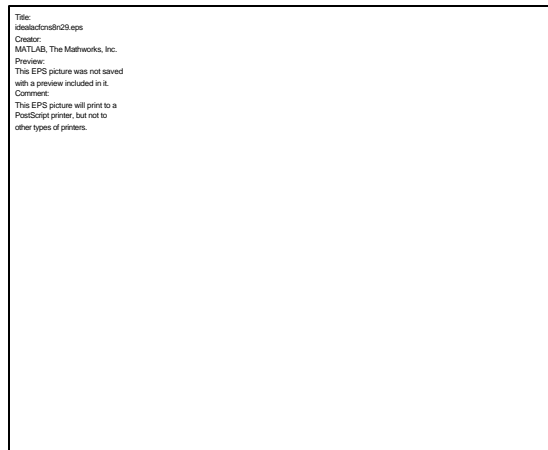 Title:
idealacfcns8n29.eps
Creator:
MATLAB, The Mathworks, Inc.
Preview:
This EPS picture was not saved
with a preview included in it.
Comment:
This EPS picture will print to a
PostScript printer, but not to
other types of printers.